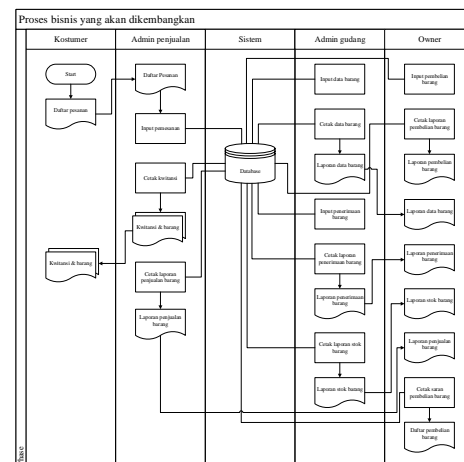 Proses bisnis yang akan dikembangkan
Kostumer
Admin penjualan
Sistem
Admin gudang
Owner
Start
Daftar pesanan
Daftar Pesanan
Input pemesanan
Cetak kwitansi
Kwitansi & barang
Kwitansi & barang
Cetak laporan
penjualan barang
Laporan penjualan
barang
Database
Input data barang
Cetak data barang
Laporan data barang
Input penerimaan
barang
Cetak laporan
penerimaan barang
Laporan penerimaan
barang
Cetak laporan stok
barang
Laporan stok barang
Input pembelian
barang
Cetak laporan
pembelian barang
Laporan pembelian
barang
Laporan data barang
Laporan penerimaan
barang
Laporan stok barang
Laporan penjualan
barang
Cetak saran
pembelian barang
Daftar pembelian
barang